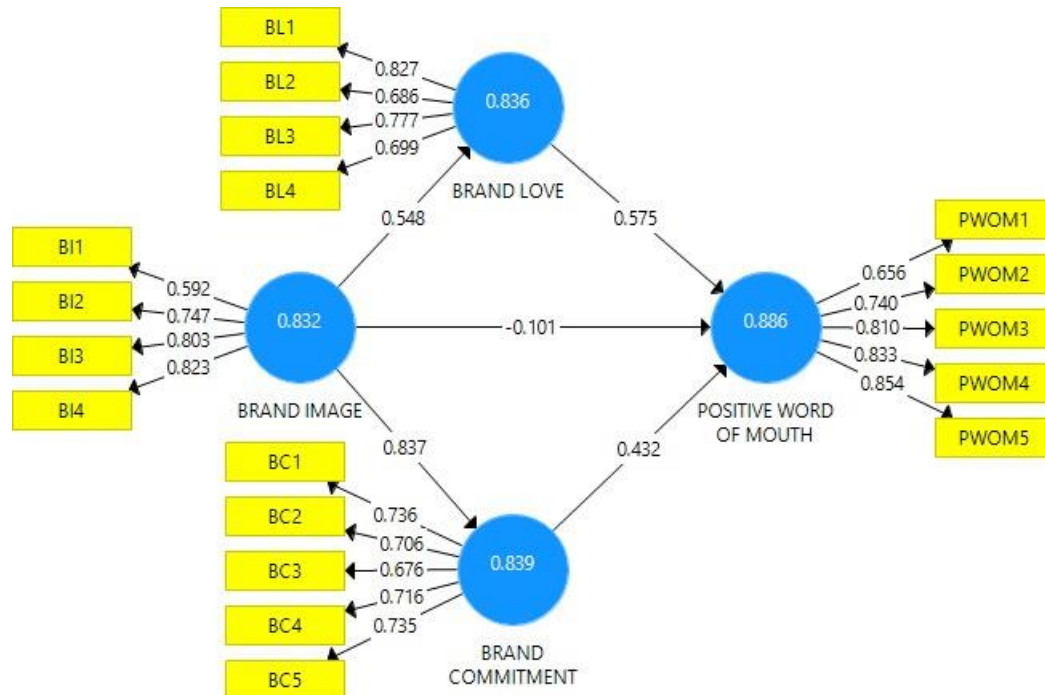 BL1
BL2
BL3
BL4
0.827
0.686
0.777
0.699
0.836
BRAND LOVE
0.548
0.575
BI1
BI2
BI3
BI4
0.592
0.747
0.803
0.823
0.832
BRAND IMAGE
-0.101
0.886
POSITIVE WORD
OF MOUTH
0.656
0.740
0.810
0.833
0.854
PWOM1
PWOM2
PWOM3
PWOM4
PWOM5
0.837
0.432
BC1
BC2
BC3
BC4
BC5
0.736
0.706
0.676
0.716
0.735
0.839
BRAND
COMMITMENT